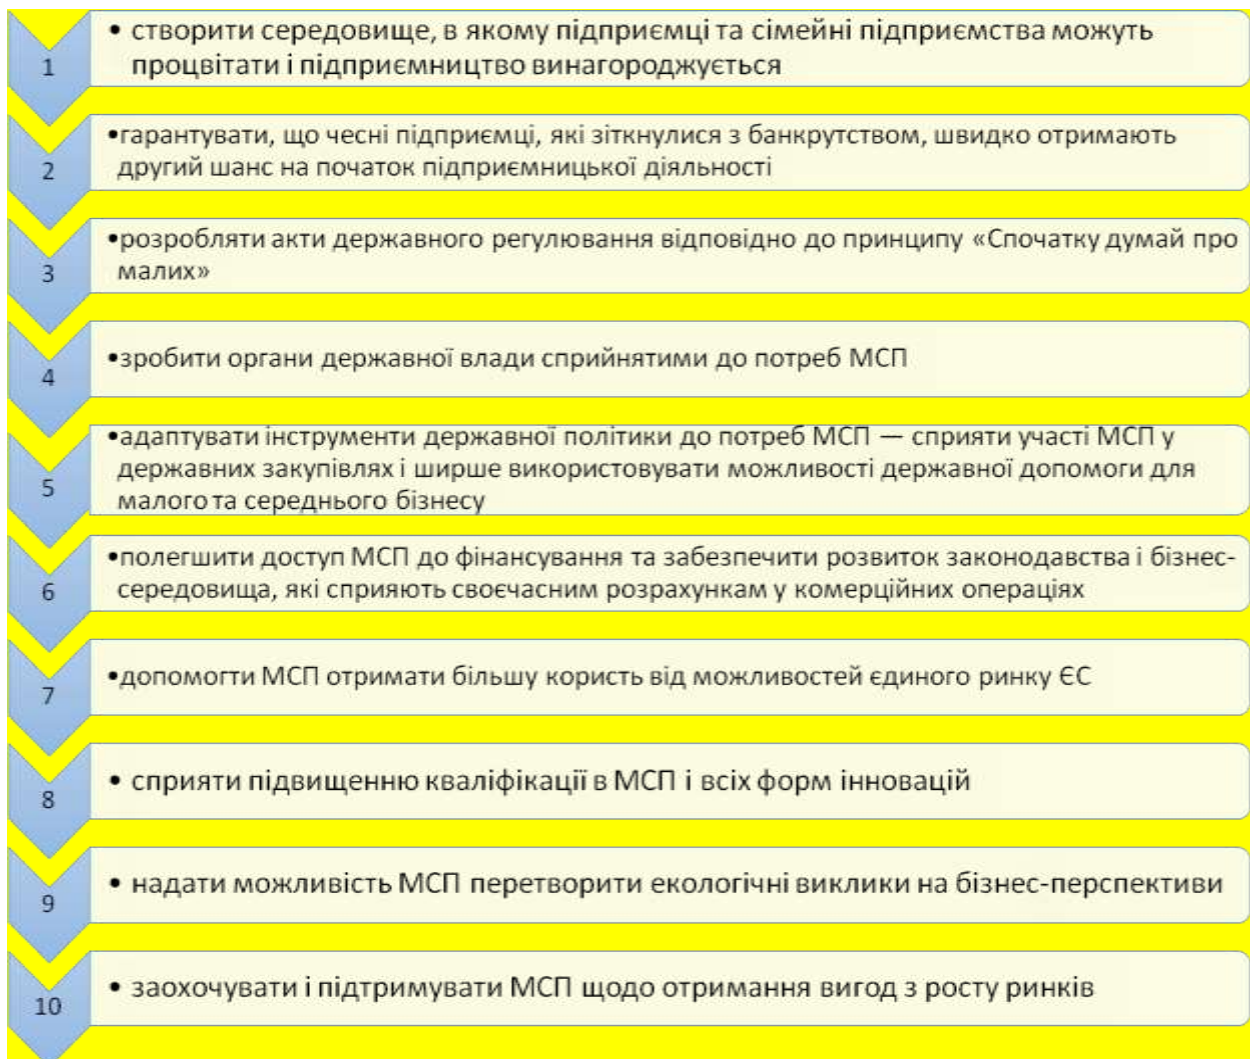 1
• створити середовище, в якому підприємці та сімейні підприємства можуть
процвітати і підприємництво винагороджується
2
•гарантувати, що чесні підприємці, які зіткнулися з банкрутством, швидко отримають
другий шанс на початок підприємницької діяльності
3
•розробляти акти державного регулювання відповідно до принципу «Спочатку думай про
малих»
4
•зробити органи державної влади сприйнятими до потреб МСП
5
•адаптувати інструменти державної політики до потреб МСП — сприяти участі МСП у
державних закупівлях і ширше використовувати можливості державної допомоги для
малого та середнього бізнесу
6
•полегшити доступ МСП до фінансування та забезпечити розвиток законодавства і бізнес-
середовища, які сприяють своєчасним розрахункам у комерційних операціях
7
•допомогти МСП отримати більшу користь від можливостей єдиного ринку ЄС
8
• сприяти підвищенню кваліфікації в МСП і всіх форм інновацій
9
• надати можливість МСП перетворити екологічні виклики на бізнес-перспективи
10
• заохочувати і підтримувати МСП щодо отримання вигод з росту ринків